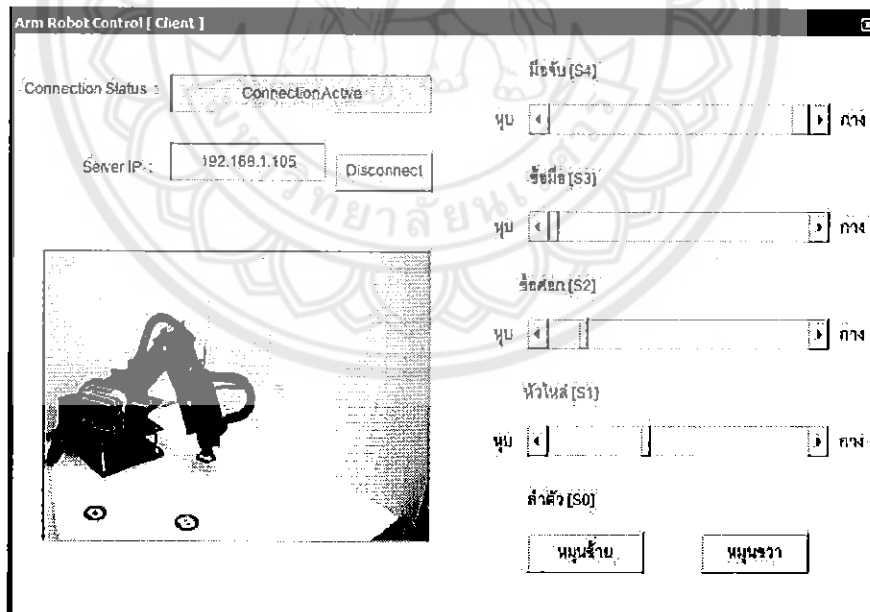 Arm Robot Control [ Client ]
Connection Status :
Connection Active
Server IP :
192.168.1.105
Disconnect
มือจับ [S4]
หุบ
กาง
ข้อมือ [S3]
หุบ
กาง
ข้อศอก [S2]
หุบ
กาง
หัวไหล่ [S1]
หุบ
กาง
ลำตัว [S0]
หมุนซ้าย
หมุนขวา